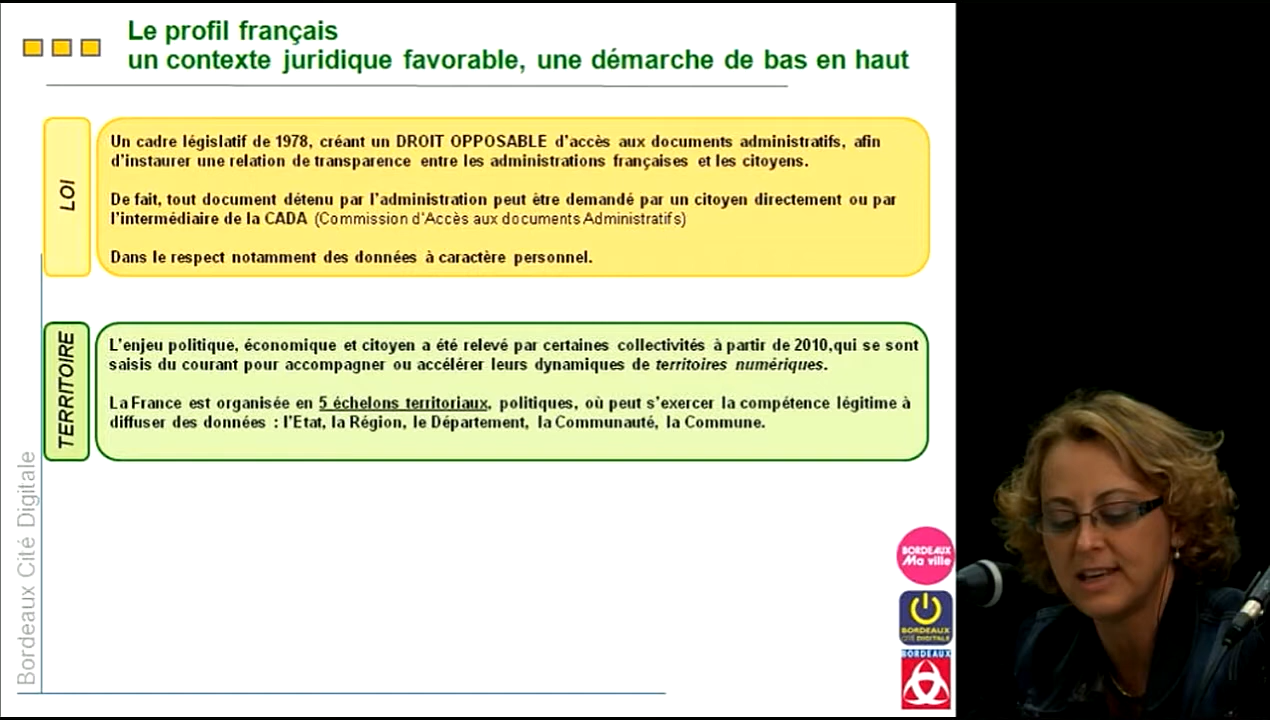 Le profil français
un contexte juridique favorable, une démarche de bas en haut
LOI
Un cadre législatif de 1978, créant un DROIT OPPOSABLE d'accès aux documents administratifs, afin
d'instaurer une relation de transparence entre les administrations françaises et les citoyens.
De fait, tout document détenu par l'administration peut être demandé par un citoyen directement ou par
l'intermédiaire de la CADA (Commission d'Accès aux documents Administratifs)
Dans le respect notamment des données à caractère personnel.
TERRITOIRE
L'enjeu politique, économique et citoyen a été relevé par certaines collectivités à partir de 2010,qui se sont
saisis du courant pour accompagner ou accélérer leurs dynamiques de territoires numériques.
La France est organisée en 5 échelons territoriaux, politiques, où peut s'exercer la compétence légitime à
diffuser des données : l'Etat, la Région, le Département, la Communauté, la Commune.
Bordeaux Cité Digitale
BORDEAUX
Ma ville
BORDEAUX
CITÉ DIGITALE
BORDEAUX